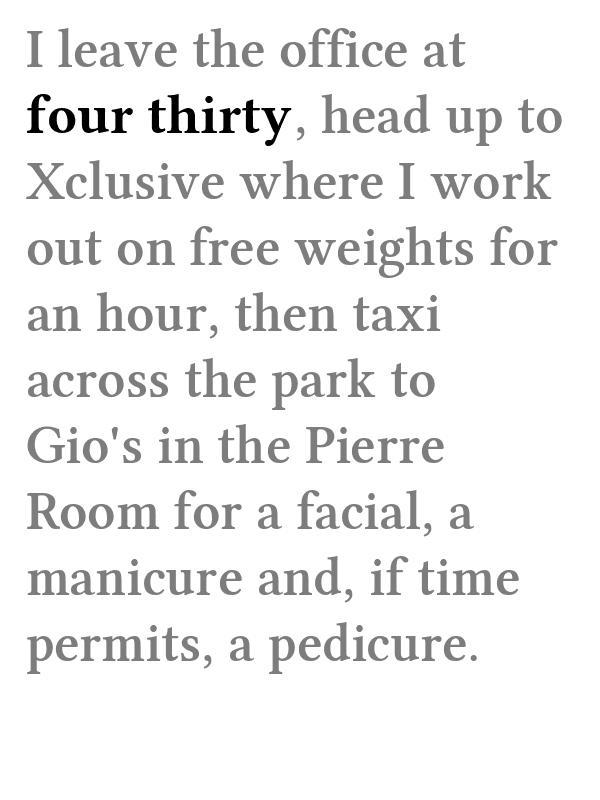 I leave the office at
four thirty, head up to
Xclusive where I work
out on free weights for
an hour, then taxi
across the park to
Gio's in the Pierre
Room for a facial, a
manicure and, if time
permits, a pedicure.